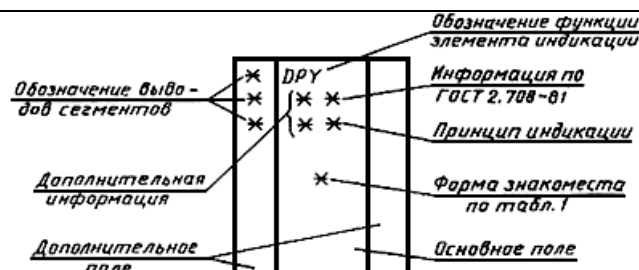 Обозначение функции
элемента индикации
DPY
Обозначение выво-
дов сегментов
Информация по
ГОСТ 2.708-81
Принцип индикации
Дополнительная
информация
Форма знакоместа
по табл. 1
Дополнительное
поле
Основное поле